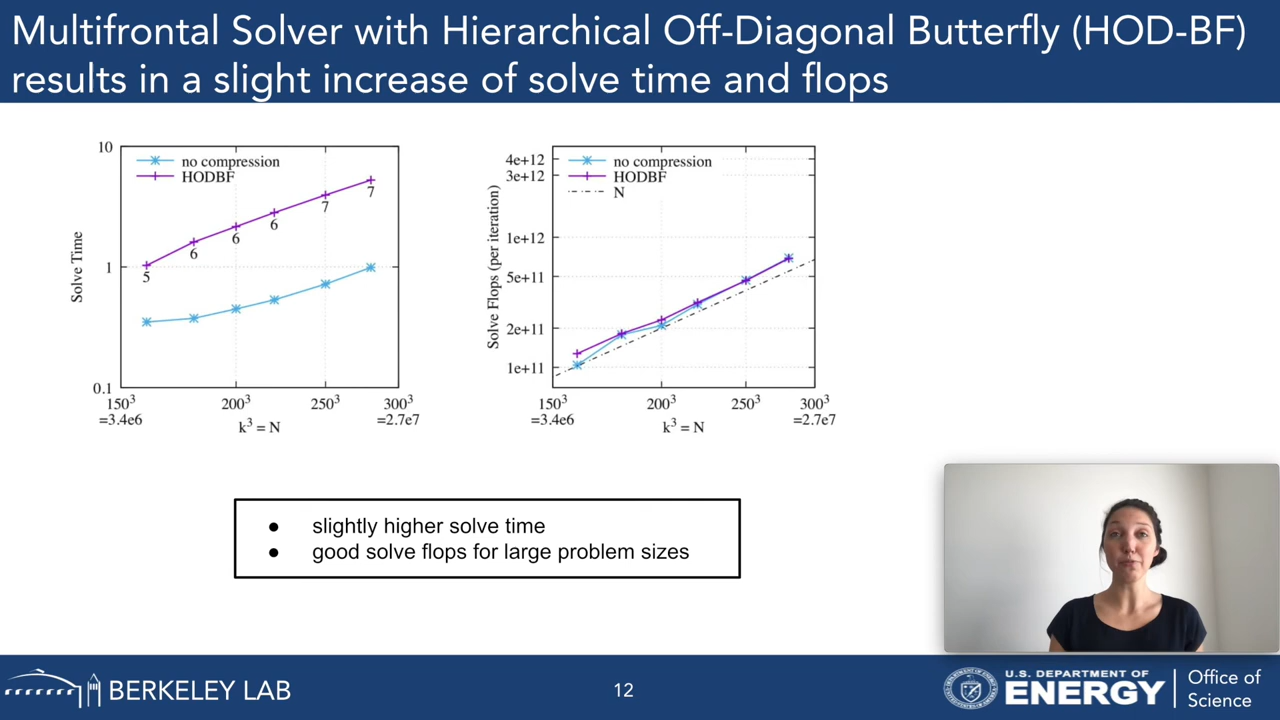 Multifrontal Solver with Hierarchical Off-Diagonal Butterfly (HOD-BF)
results in a slight increase of solve time and flops
10
1
0.1
Solve Time
no compression
HODBF
5
6
6
6
7
7
150³
200³
250³
300³
=3.4e6
k³ = N
=2.7e7
4e+12
3e+12
1e+12
5e+11
2e+11
1e+11
Solve Flops (per iteration)
no compression
HODBF
N
150³
200³
250³
300³
=3.4e6
k³ = N
=2.7e7
● slightly higher solve time
● good solve flops for large problem sizes
BERKELEY LAB
12
U.S. DEPARTMENT OF
ENERGY
Office of
Science